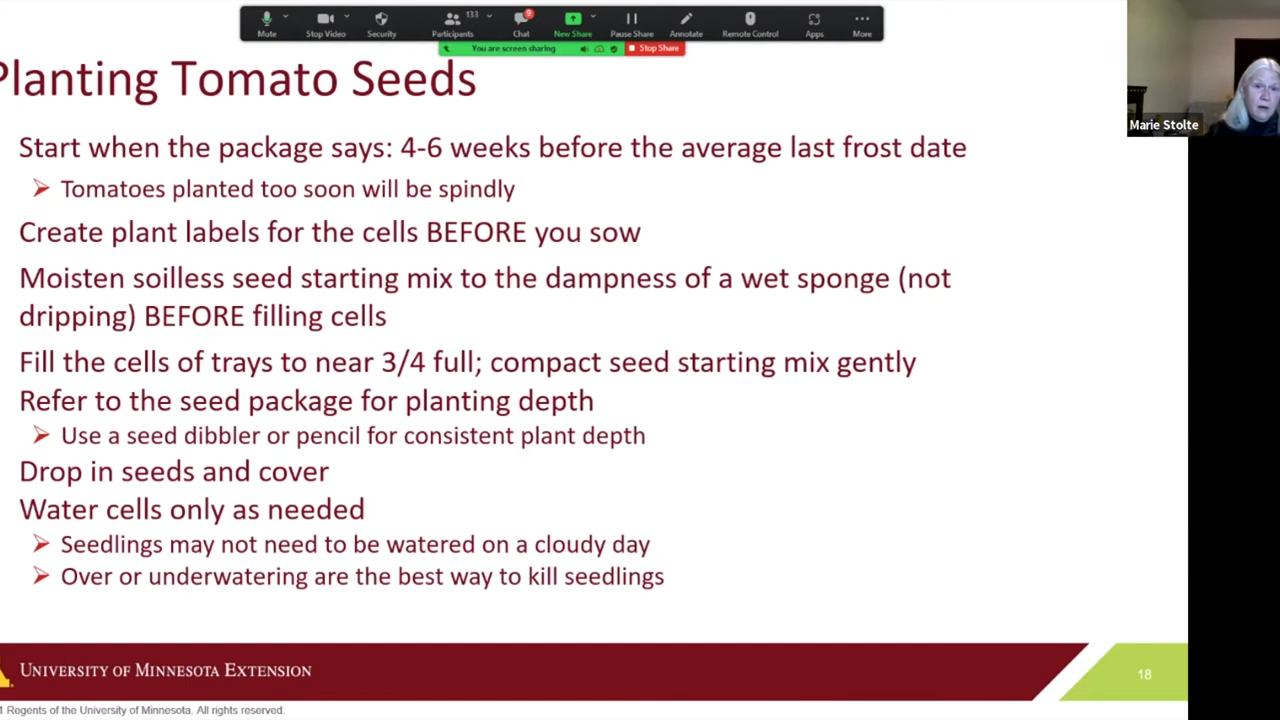 133
9
Mute
Stop Video
Security
Participants
Chat
New Share
Pause Share
Annotate
Remote Control
Apps
More
You are screen sharing
Stop Share
Planting Tomato Seeds
Marie Stolte
Start when the package says: 4-6 weeks before the average last frost date
Tomatoes planted too soon will be spindly
Create plant labels for the cells BEFORE you sow
Moisten soilless seed starting mix to the dampness of a wet sponge (not
dripping) BEFORE filling cells
Fill the cells of trays to near 3/4 full; compact seed starting mix gently
Refer to the seed package for planting depth
Use a seed dibbler or pencil for consistent plant depth
Drop in seeds and cover
Water cells only as needed
Seedlings may not need to be watered on a cloudy day
Over or underwatering are the best way to kill seedlings
UNIVERSITY OF MINNESOTA EXTENSION
18
1 Regents of the University of Minnesota. All rights reserved.